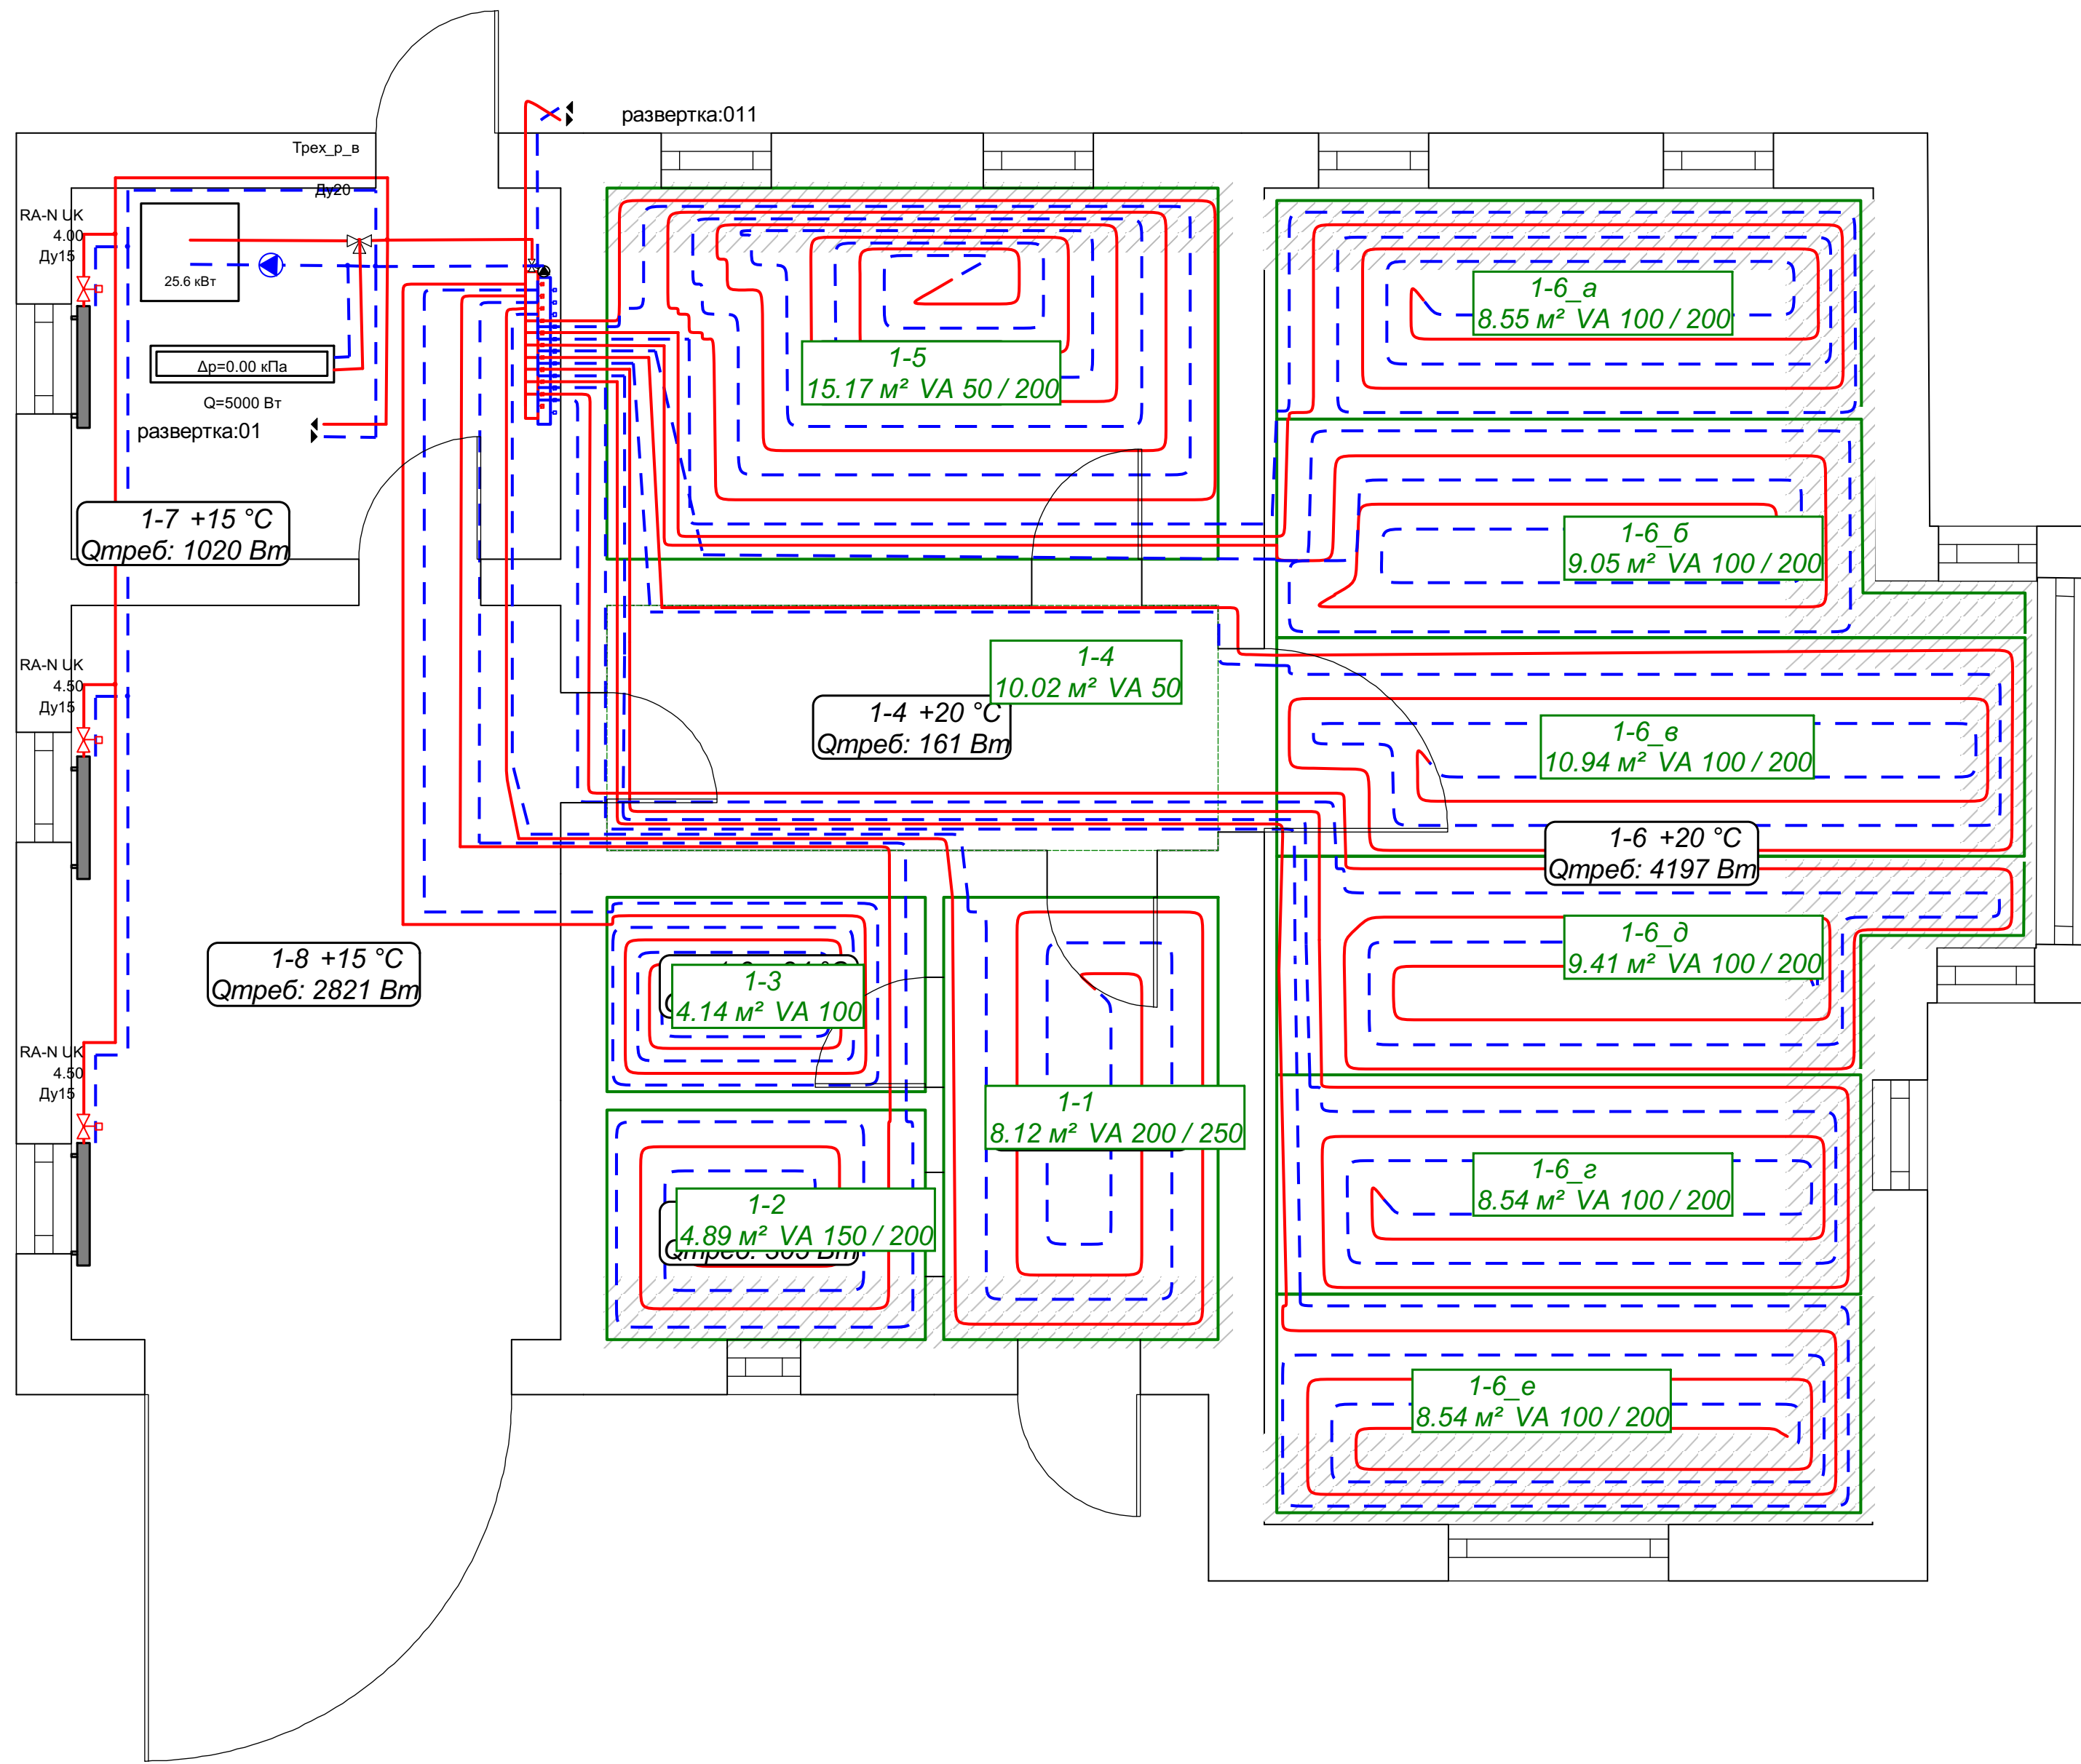 развертка:011
Трех_р_в
Ду20
RA-N UK
4.00
Ду15
25.6 кВт
Δp=0.00 кПа
Q=5000 Вт
развертка:01
1-7 +15 °C
Qтреб: 1020 Вт
1-5
15.17 м² VA 50 / 200
1-6_а
8.55 м² VA 100 / 200
1-6_б
9.05 м² VA 100 / 200
RA-N UK
4.50
Ду15
1-4
10.02 м² VA 50
1-4 +20 °C
Qтреб: 161 Вт
1-6_в
10.94 м² VA 100 / 200
1-6 +20 °C
Qтреб: 4197 Вт
1-8 +15 °C
Qтреб: 2821 Вт
1-3
4.14 м² VA 100
1-6_д
9.41 м² VA 100 / 200
RA-N UK
4.50
Ду15
1-1
8.12 м² VA 200 / 250
1-6_г
8.54 м² VA 100 / 200
1-2
4.89 м² VA 150 / 200
1-6_е
8.54 м² VA 100 / 200